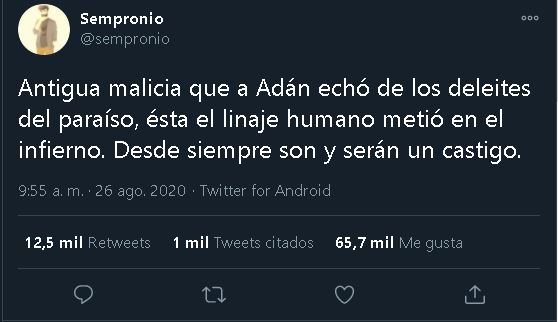 Sempronio
@sempronio
Antigua malicia que a Adán echó de los deleites
del paraíso, ésta el linaje humano metió en el
infierno. Desde siempre son y serán un castigo.
9:55 a. m. · 26 ago. 2020 · Twitter for Android
12,5 mil Retweets 1 mil Tweets citados 65,7 mil Me gusta